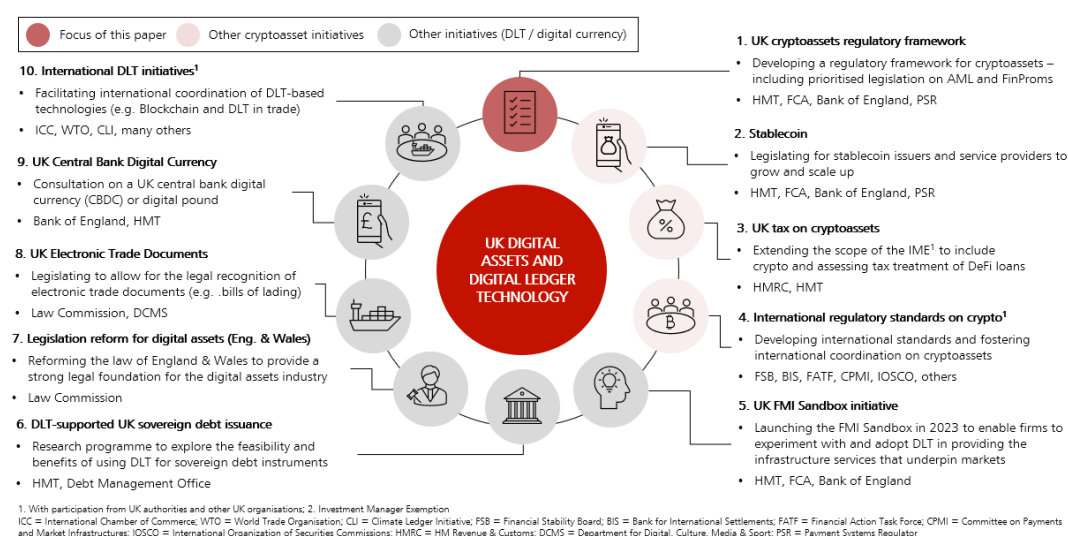 Focus of this paper
Other cryptoasset initiatives
Other initiatives (DLT / digital currency)
1. UK cryptoassets regulatory framework
• Developing a regulatory framework for cryptoassets –
including prioritised legislation on AML and FinProms
• HMT, FCA, Bank of England, PSR
2. Stablecoin
• Legislating for stablecoin issuers and service providers to
grow and scale up
• HMT, FCA, Bank of England, PSR
3. UK tax on cryptoassets
• Extending the scope of the IME¹ to include
crypto and assessing tax treatment of DeFi loans
• HMRC, HMT
4. International regulatory standards on crypto¹
• Developing international standards and fostering
international coordination on cryptoassets
• FSB, BIS, FATF, CPMI, IOSCO, others
5. UK FMI Sandbox initiative
• Launching the FMI Sandbox in 2023 to enable firms to
experiment with and adopt DLT in providing the
infrastructure services that underpin markets
• HMT, FCA, Bank of England
10. International DLT initiatives¹
• Facilitating international coordination of DLT-based
technologies (e.g. Blockchain and DLT in trade)
• ICC, WTO, CLI, many others
9. UK Central Bank Digital Currency
• Consultation on a UK central bank digital
currency (CBDC) or digital pound
• Bank of England, HMT
8. UK Electronic Trade Documents
• Legislating to allow for the legal recognition of
electronic trade documents (e.g. .bills of lading)
• Law Commission, DCMS
7. Legislation reform for digital assets (Eng. & Wales)
• Reforming the law of England & Wales to provide a
strong legal foundation for the digital assets industry
• Law Commission
6. DLT-supported UK sovereign debt issuance
• Research programme to explore the feasibility and
benefits of using DLT for sovereign debt instruments
• HMT, Debt Management Office
£
%
UK DIGITAL
ASSETS AND
DIGITAL LEDGER
TECHNOLOGY
1. With participation from UK authorities and other UK organisations; 2. Investment Manager Exemption
ICC = International Chamber of Commerce; WTO = World Trade Organisation; CLI = Climate Ledger Initiative; FSB = Financial Stability Board; BIS = Bank for International Settlements; FATF = Financial Action Task Force; CPMI = Committee on Payments
and Market Infrastructures; IOSCO = International Organization of Securities Commissions; HMRC = HM Revenue & Customs; DCMS = Department for Digital, Culture, Media & Sport; PSR = Payment Systems Regulator